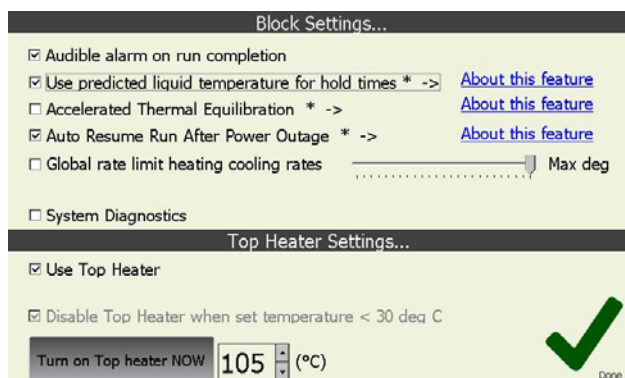 Block Settings...
Audible alarm on run completion
Use predicted liquid temperature for hold times * -> About this feature
Accelerated Thermal Equilibration * -> About this feature
Auto Resume Run After Power Outage * -> About this feature
Global rate limit heating cooling rates Max deg
System Diagnostics
Top Heater Settings...
Use Top Heater
Disable Top Heater when set temperature < 30 deg C
Turn on Top heater NOW 105 (°C)
Done